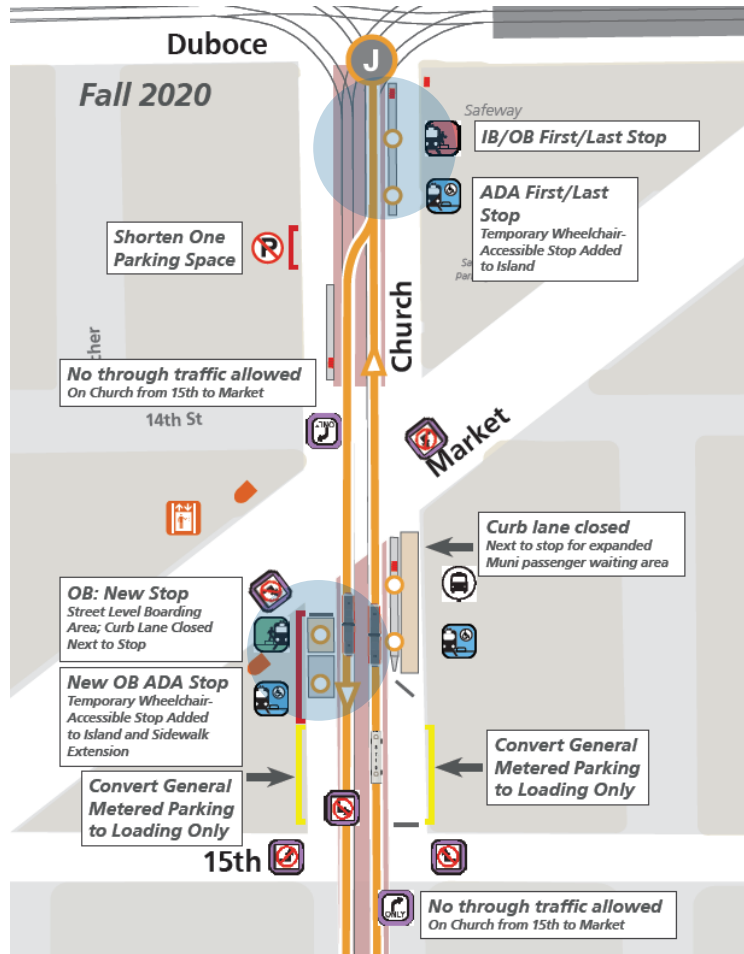 Duboce
J
Fall 2020
Safeway
IB/OB First/Last Stop
ADA First/Last
Stop
Temporary Wheelchair-
Accessible Stop Added
to Island
Shorten One
Parking Space
P
Church
cher
No through traffic allowed
On Church from 15th to Market
14th St
Market
Curb lane closed
Next to stop for expanded
Muni passenger waiting area
OB: New Stop
Street Level Boarding
Area; Curb Lane Closed
Next to Stop
New OB ADA Stop
Temporary Wheelchair-
Accessible Stop Added
to Island and Sidewalk
Extension
Convert General
Metered Parking
to Loading Only
Convert General
Metered Parking
to Loading Only
15th
ONLY
No through traffic allowed
On Church from 15th to Market